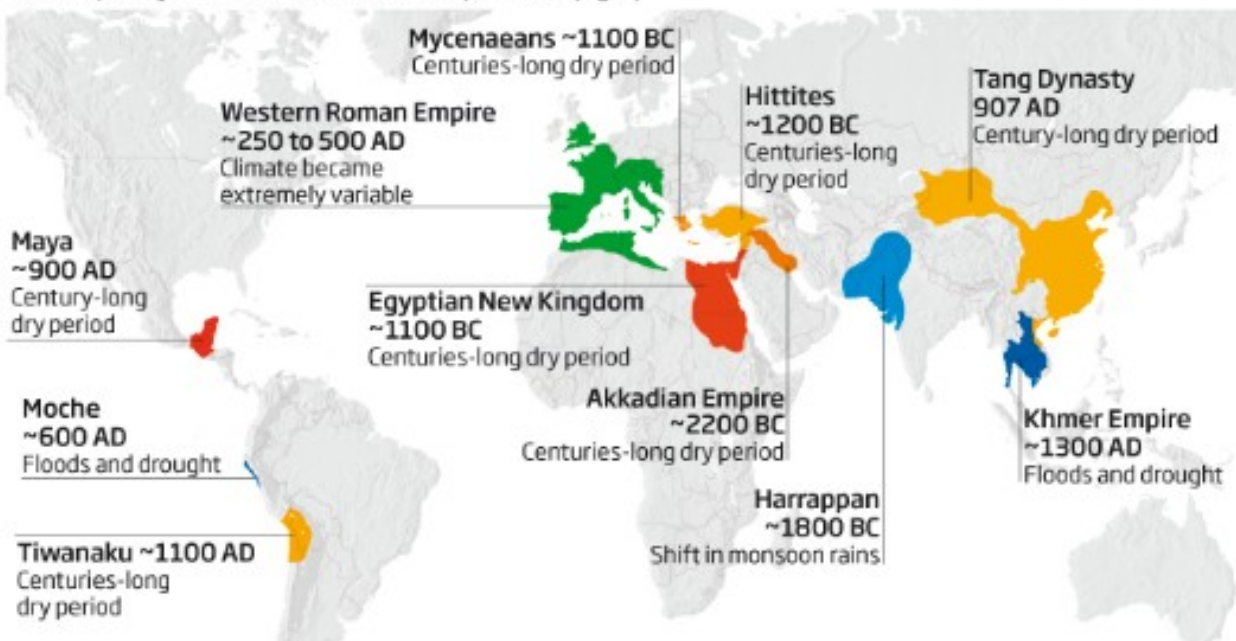 Mycenaeans ~1100 BC
Centuries-long dry period
Western Roman Empire
~250 to 500 AD
Climate became
extremely variable
Hittites
~1200 BC
Centuries-long
dry period
Tang Dynasty
907 AD
Century-long dry period
Maya
~900 AD
Century-long
dry period
Egyptian New Kingdom
~1100 BC
Centuries-long dry period
Akkadian Empire
~2200 BC
Centuries-long dry period
Moche
~600 AD
Floods and drought
Khmer Empire
~1300 AD
Floods and drought
Harrappan
~1800 BC
Shift in monsoon rains
Tiwanaku ~1100 AD
Centuries-long
dry period